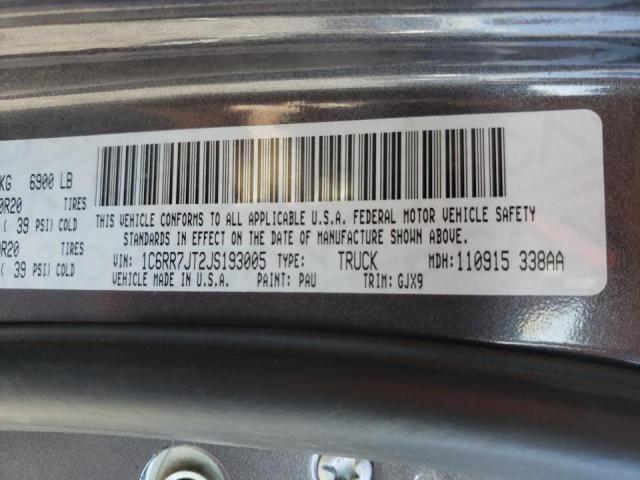 KG 6900 LB
0R20 TIRES
( 39 PSI) COLD
0R20 TIRES
( 39 PSI) COLD
THIS VEHICLE CONFORMS TO ALL APPLICABLE U.S.A. FEDERAL MOTOR VEHICLE SAFETY
STANDARDS IN EFFECT ON THE DATE OF MANUFACTURE SHOWN ABOVE.
VIN: 1C6RR7JT2JS193005 TYPE: TRUCK MDH: 110915 338AA
VEHICLE MADE IN U.S.A. PAINT: PAU TRIM: GJX9